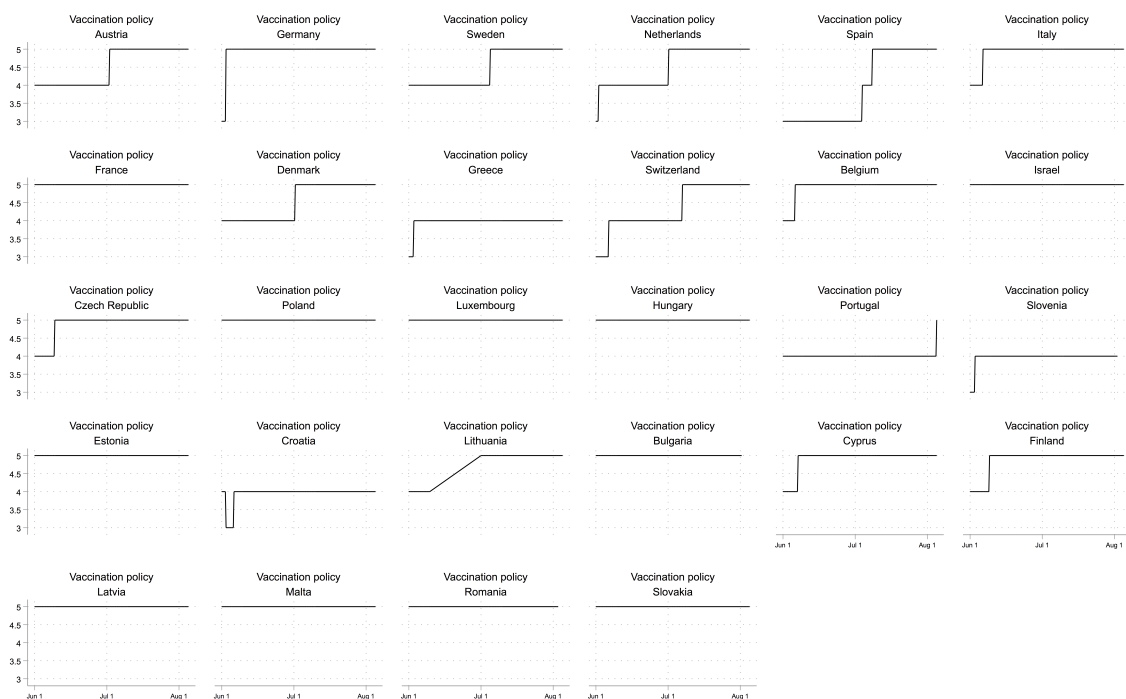 Vaccination policy
Austria
Vaccination policy
Germany
Vaccination policy
Sweden
Vaccination policy
Netherlands
Vaccination policy
Spain
Vaccination policy
Italy
5
4.5
4
3.5
3
Vaccination policy
France
Vaccination policy
Denmark
Vaccination policy
Greece
Vaccination policy
Switzerland
Vaccination policy
Belgium
Vaccination policy
Israel
5
4.5
4
3.5
3
Vaccination policy
Czech Republic
Vaccination policy
Poland
Vaccination policy
Luxembourg
Vaccination policy
Hungary
Vaccination policy
Portugal
Vaccination policy
Slovenia
5
4.5
4
3.5
3
Vaccination policy
Estonia
Vaccination policy
Croatia
Vaccination policy
Lithuania
Vaccination policy
Bulgaria
Vaccination policy
Cyprus
Vaccination policy
Finland
5
4.5
4
3.5
3
Jun 1 Jul 1 Aug 1
Jun 1 Jul 1 Aug 1
Vaccination policy
Latvia
Vaccination policy
Malta
Vaccination policy
Romania
Vaccination policy
Slovakia
5
4.5
4
3.5
3
Jun 1 Jul 1 Aug 1
Jun 1 Jul 1 Aug 1
Jun 1 Jul 1 Aug 1
Jun 1 Jul 1 Aug 1